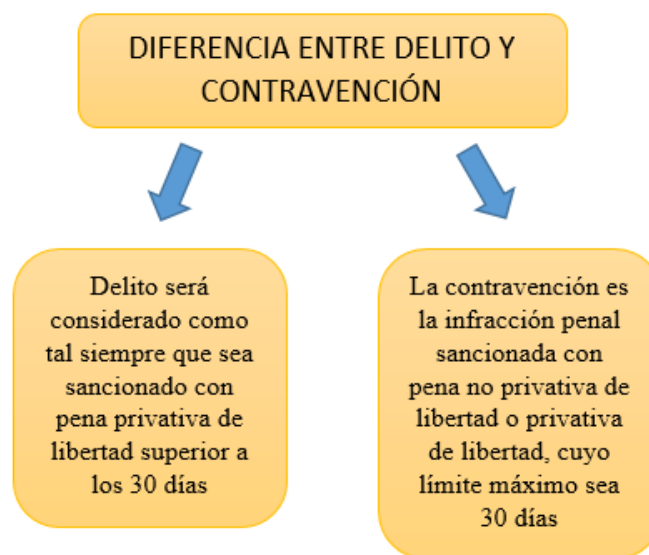 DIFERENCIA ENTRE DELITO Y
CONTRAVENCIÓN
Delito será
considerado como
tal siempre que sea
sancionado con
pena privativa de
libertad superior a
los 30 días
La contravención es
la infracción penal
sancionada con
pena no privativa de
libertad o privativa
de libertad, cuyo
límite máximo sea
30 días